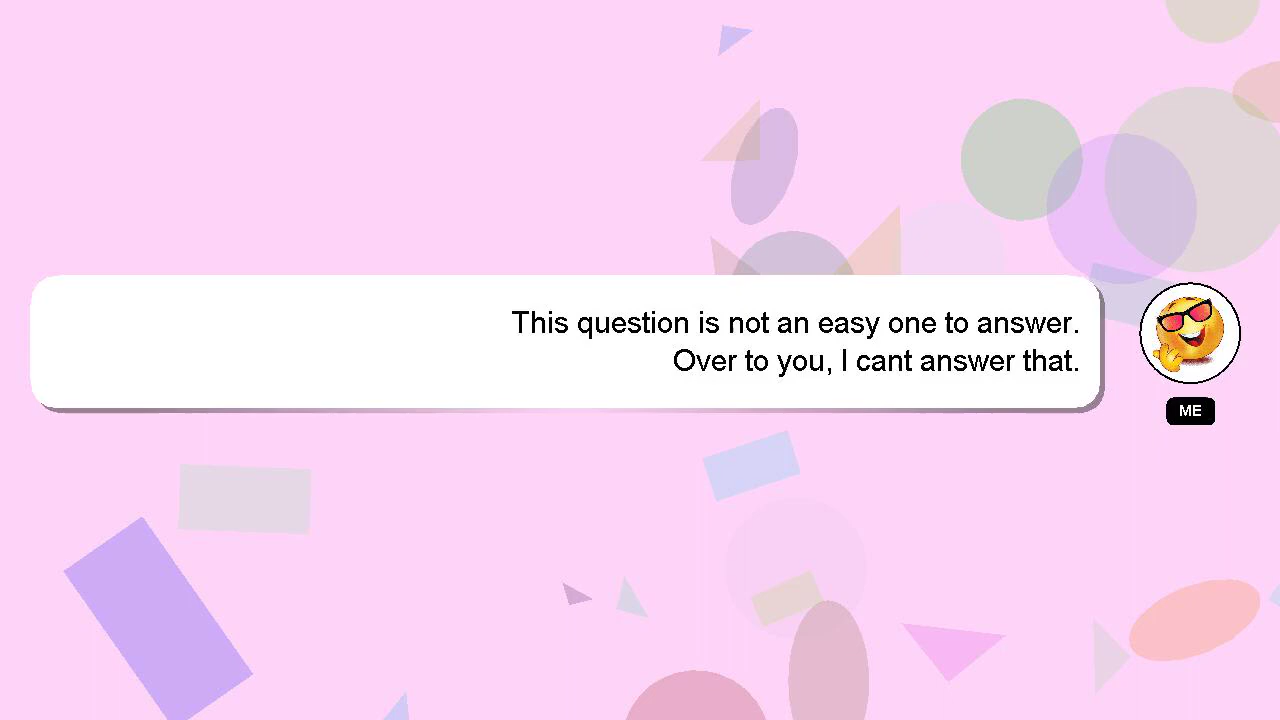 This question is not an easy one to answer.
Over to you, I cant answer that.
ME